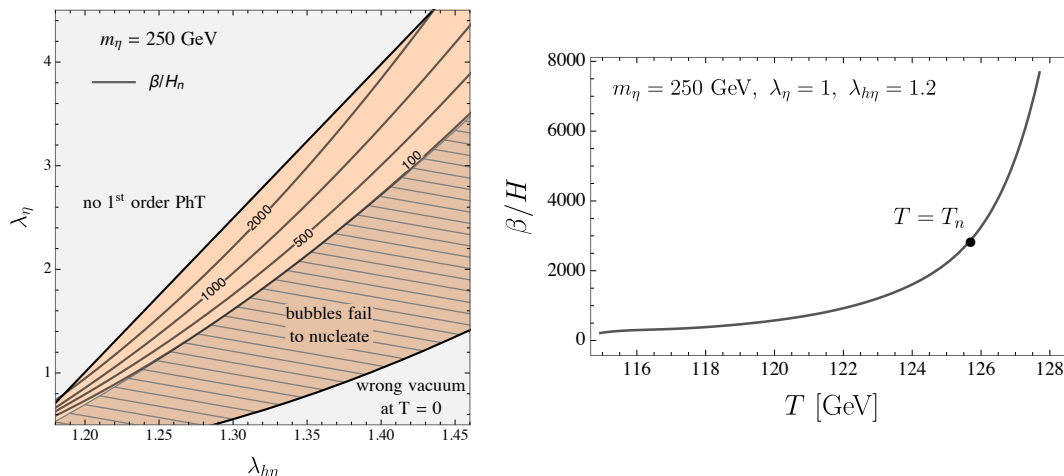 m_η = 250 GeV
β/H_n
no 1^st order PhT
2000
1000
500
100
bubbles fail
to nucleate
wrong vacuum
at T = 0
4
3
2
1
λ_η
1.20
1.25
1.30
1.35
1.40
1.45
λ_hη
m_η = 250 GeV, λ_η = 1, λ_hη = 1.2
T = T_n
8000
6000
4000
2000
0
β/H
116
118
120
122
124
126
128
T [GeV]